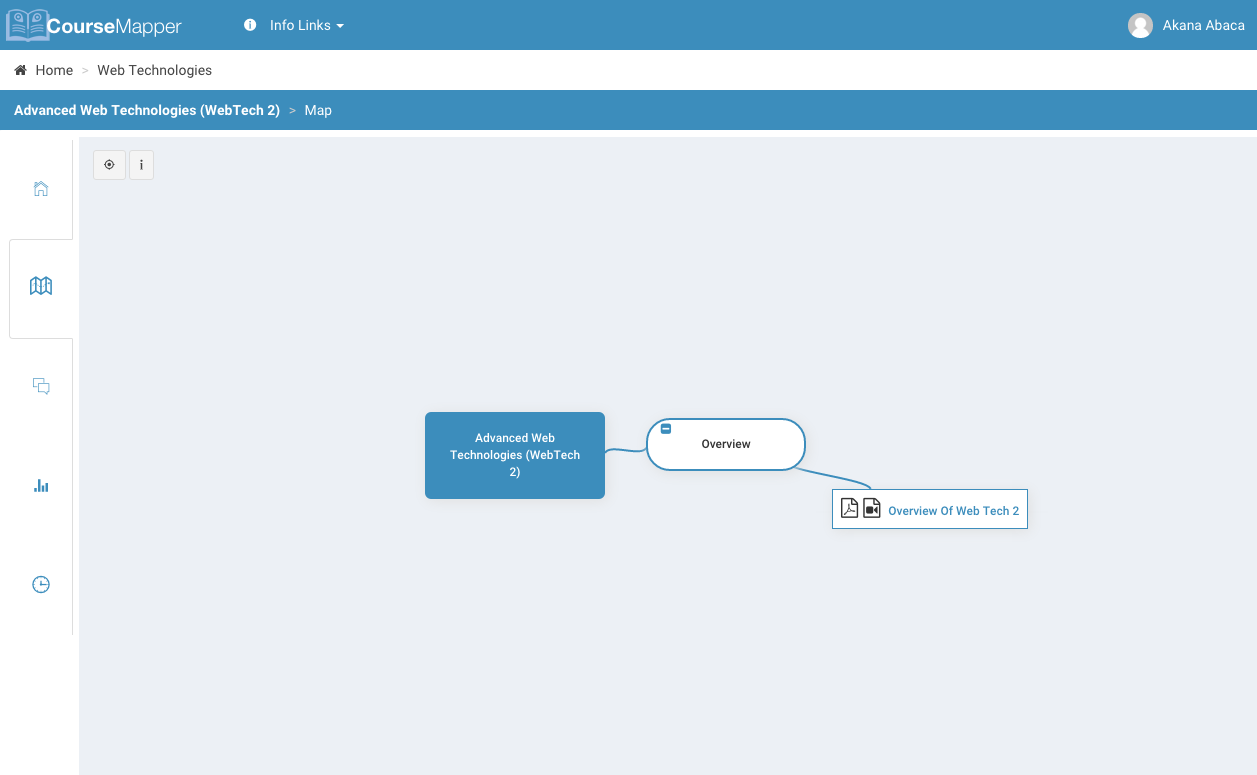 CourseMapper
Info Links
Akana Abaca
Home > Web Technologies
Advanced Web Technologies (WebTech 2) > Map
i
Advanced Web
Technologies (WebTech
2)
Overview
Overview Of Web Tech 2